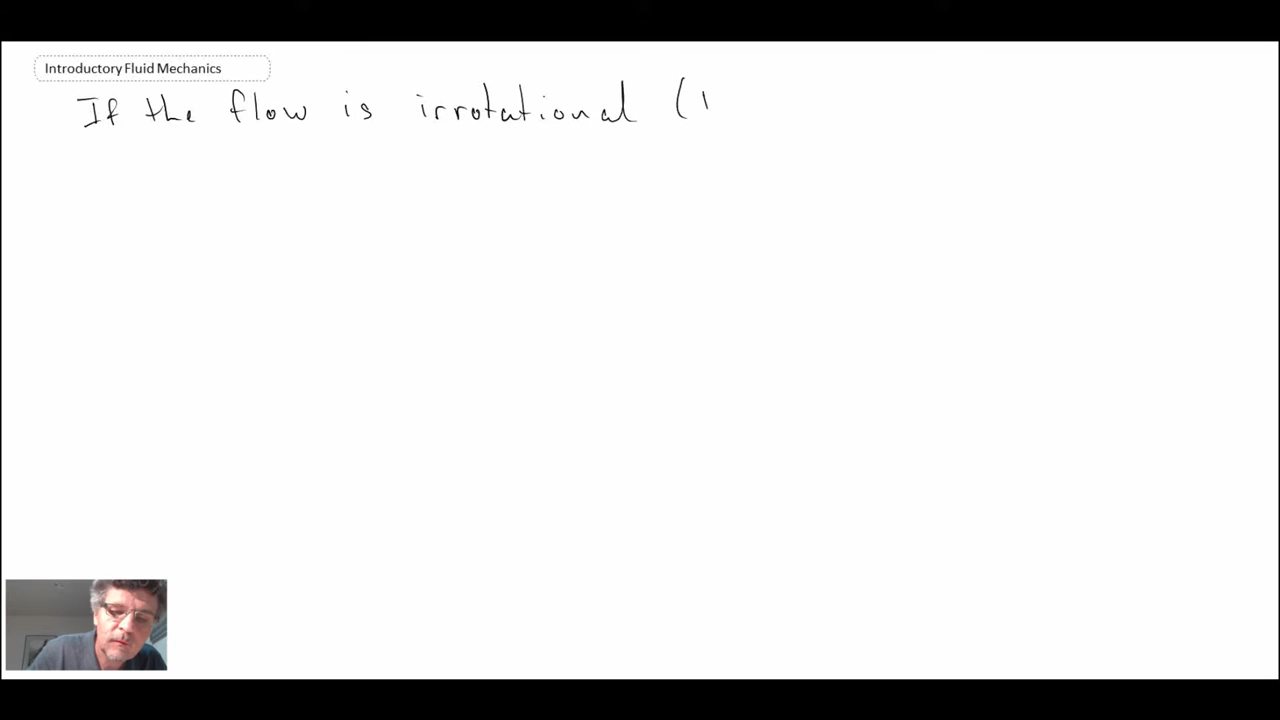 Introductory Fluid Mechanics
If the flow is irrotational (